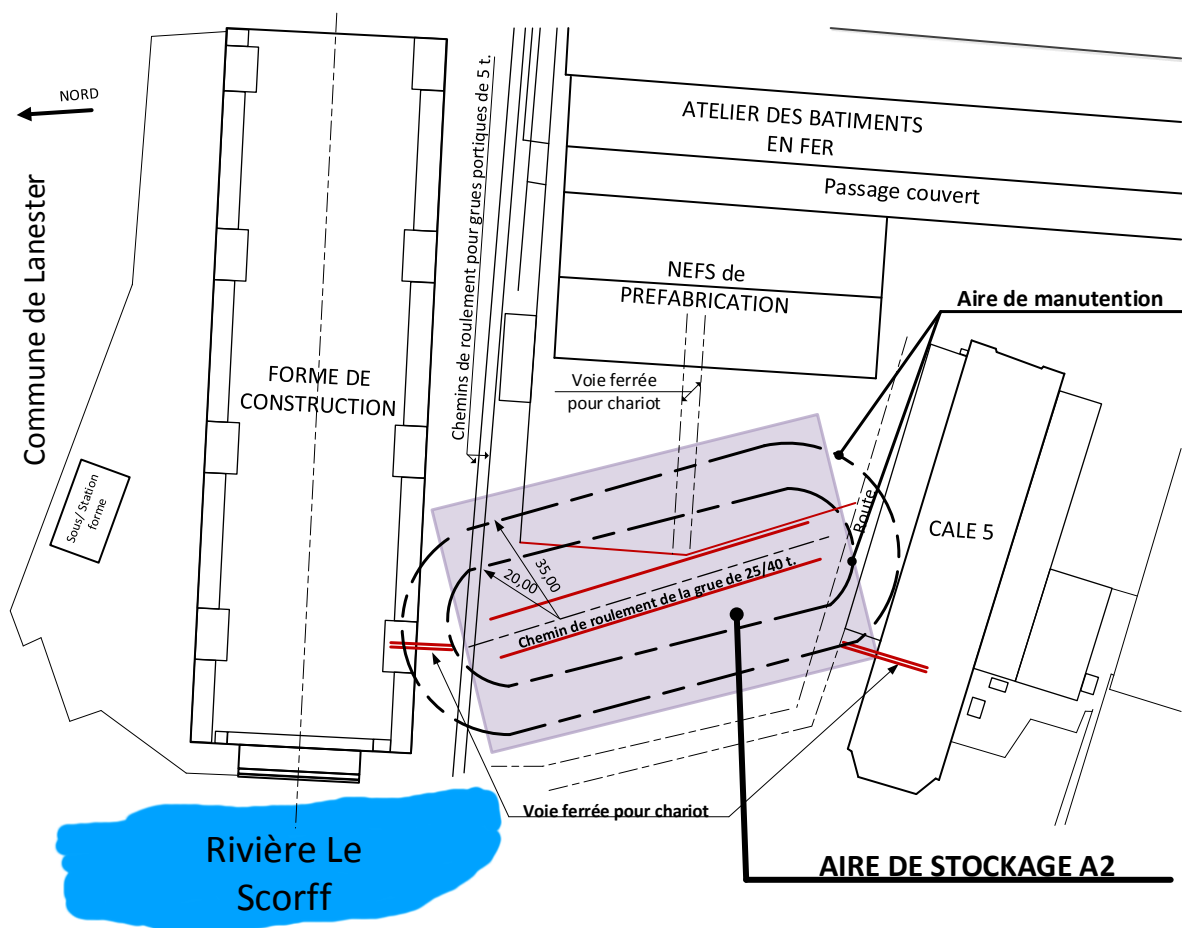 NORD
Commune de Lanester
Sous/ Station
forme
FORME DE
CONSTRUCTION
Chemins de roulement pour grues portiques de 5 t.
ATELIER DES BATIMENTS
EN FER
Passage couvert
NEFS de
PREFABRICATION
Voie ferrée
pour chariot
Aire de manutention
Route
CALE 5
35,00
20,00
Chemin de roulement de la grue de 25/40 t.
Voie ferrée pour chariot
AIRE DE STOCKAGE A2
Rivière Le
Scorff